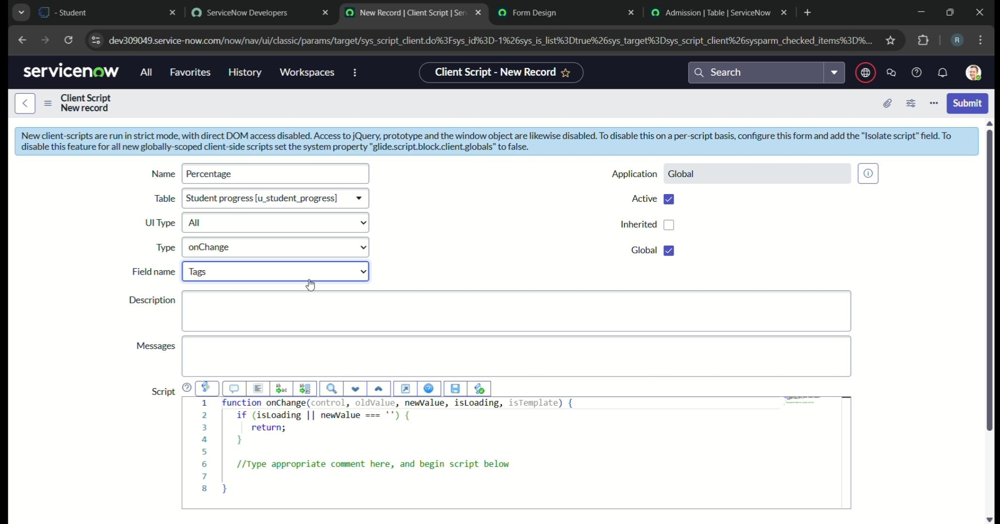 - Student
ServiceNow Developers
New Record | Client Script | Ser
Form Design
Admission | Table | ServiceNow
dev309049.service-now.com/now/nav/ui/classic/params/target/sys_script_client.do%3Fsys_id%3D-1%26sys_is_list%3Dtrue%26sys_target%3Dsys_script_client%26sysparm_checked_items%3D%...
R
servicenow
All
Favorites
History
Workspaces
Client Script - New Record
Search
Client Script
New record
Submit
New client-scripts are run in strict mode, with direct DOM access disabled. Access to jQuery, prototype and the window object are likewise disabled. To disable this on a per-script basis, configure this form and add the "Isolate script" field. To
disable this feature for all new globally-scoped client-side scripts set the system property "glide.script.block.client.globals" to false.
Name Percentage
Application Global
Table Student progress [u_student_progress]
Active
UI Type All
Inherited
Type onChange
Global
Field name Tags
Description
Messages
Script
1 function onChange(control, oldValue, newValue, isLoading, isTemplate) {
2 if (isLoading || newValue === '') {
3 return;
4 }
5
6 //Type appropriate comment here, and begin script below
7
8 }